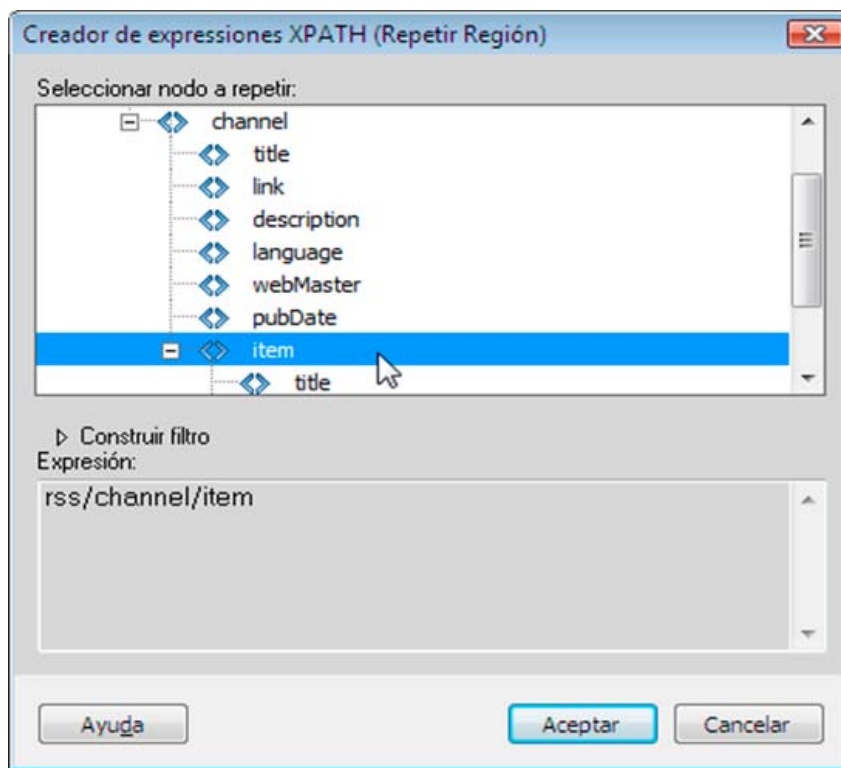 Creador de expressiones XPATH (Repetir Región)
Seleccionar nodo a repetir:
channel
title
link
description
language
webMaster
pubDate
item
title
Construir filtro
Expresión:
rss/channel/item
Ayuda
Aceptar
Cancelar